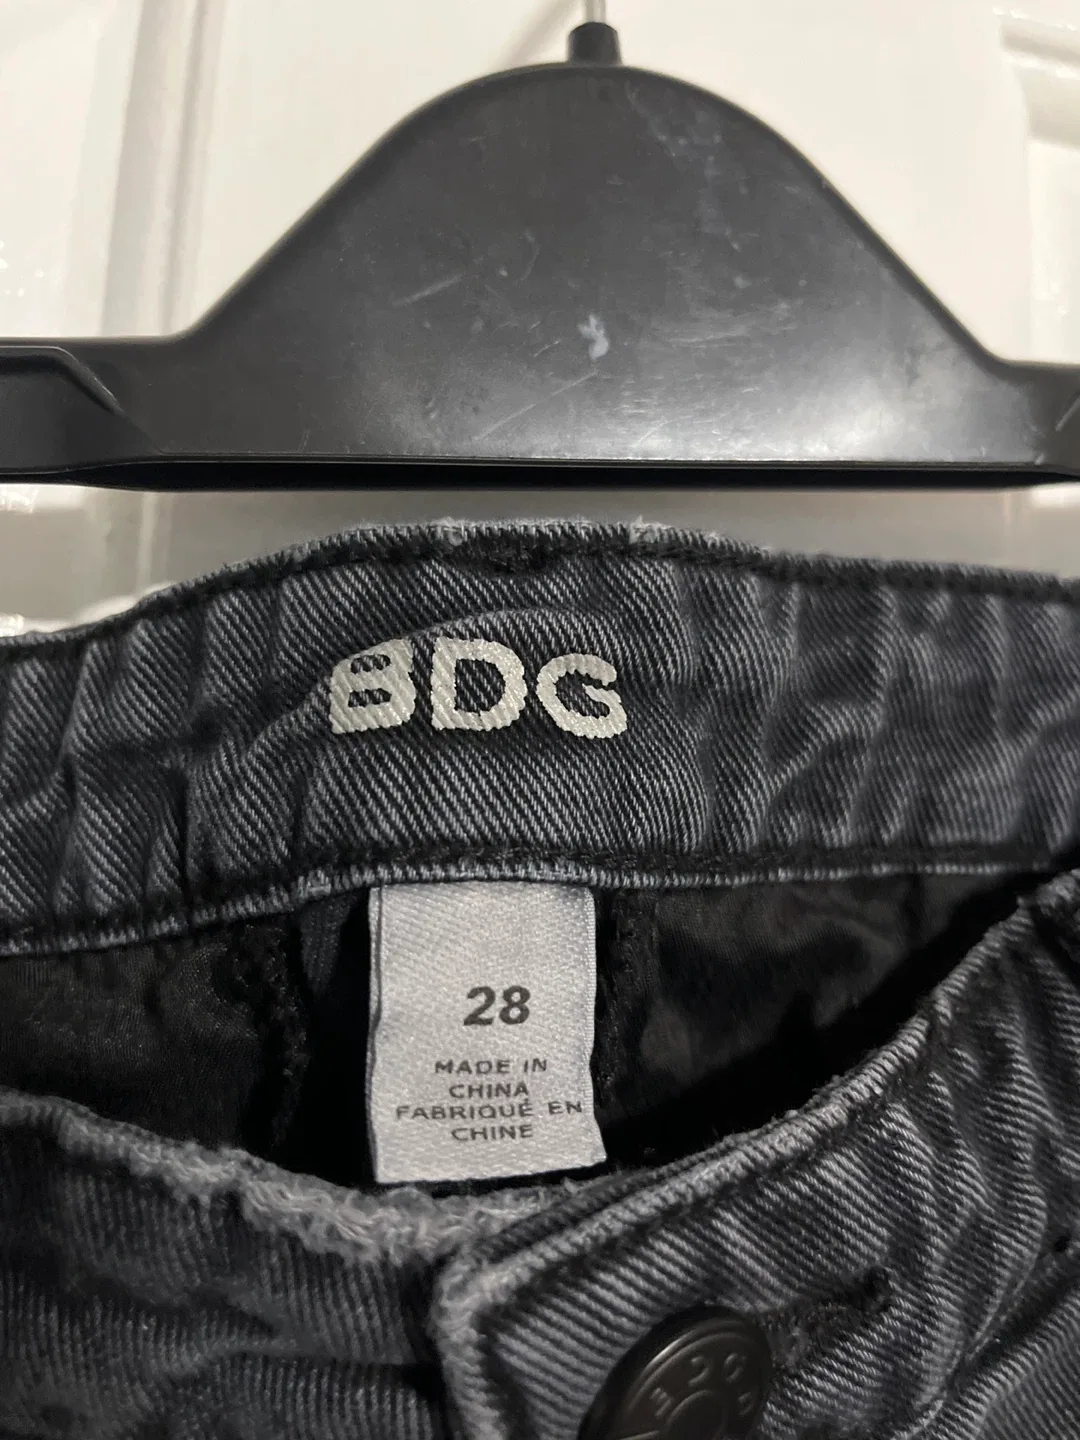 BDG
28
MADE IN
CHINA
FABRIQUÉ EN
CHINE